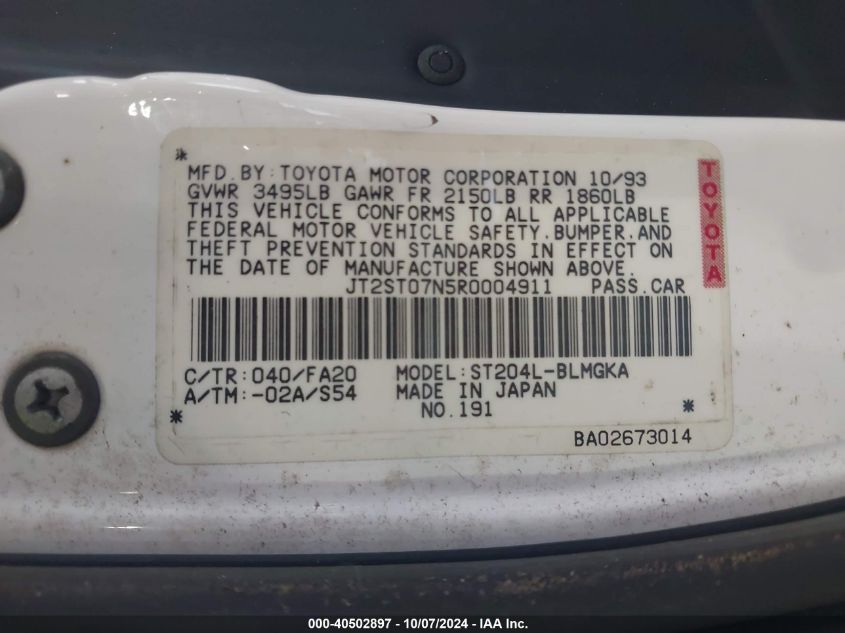 MFD.BY:TOYOTA MOTOR CORPORATION 10/93
GVWR 3495LB GAWR FR 2150LB RR 1860LB
THIS VEHICLE CONFORMS TO ALL APPLICABLE
FEDERAL MOTOR VEHICLE SAFETY.BUMPER.AND
THEFT PREVENTION STANDARDS IN EFFECT ON
THE DATE OF MANUFACTURE SHOWN ABOVE.
JT2ST07N5R0004911 PASS.CAR
TOYOTA
C/TR:040/FA20 MODEL:ST204L-BLMGKA
A/TM:-02A/S54 MADE IN JAPAN
NO.191
BA02673014
000-40502897 - 10/07/2024 - IAA Inc.